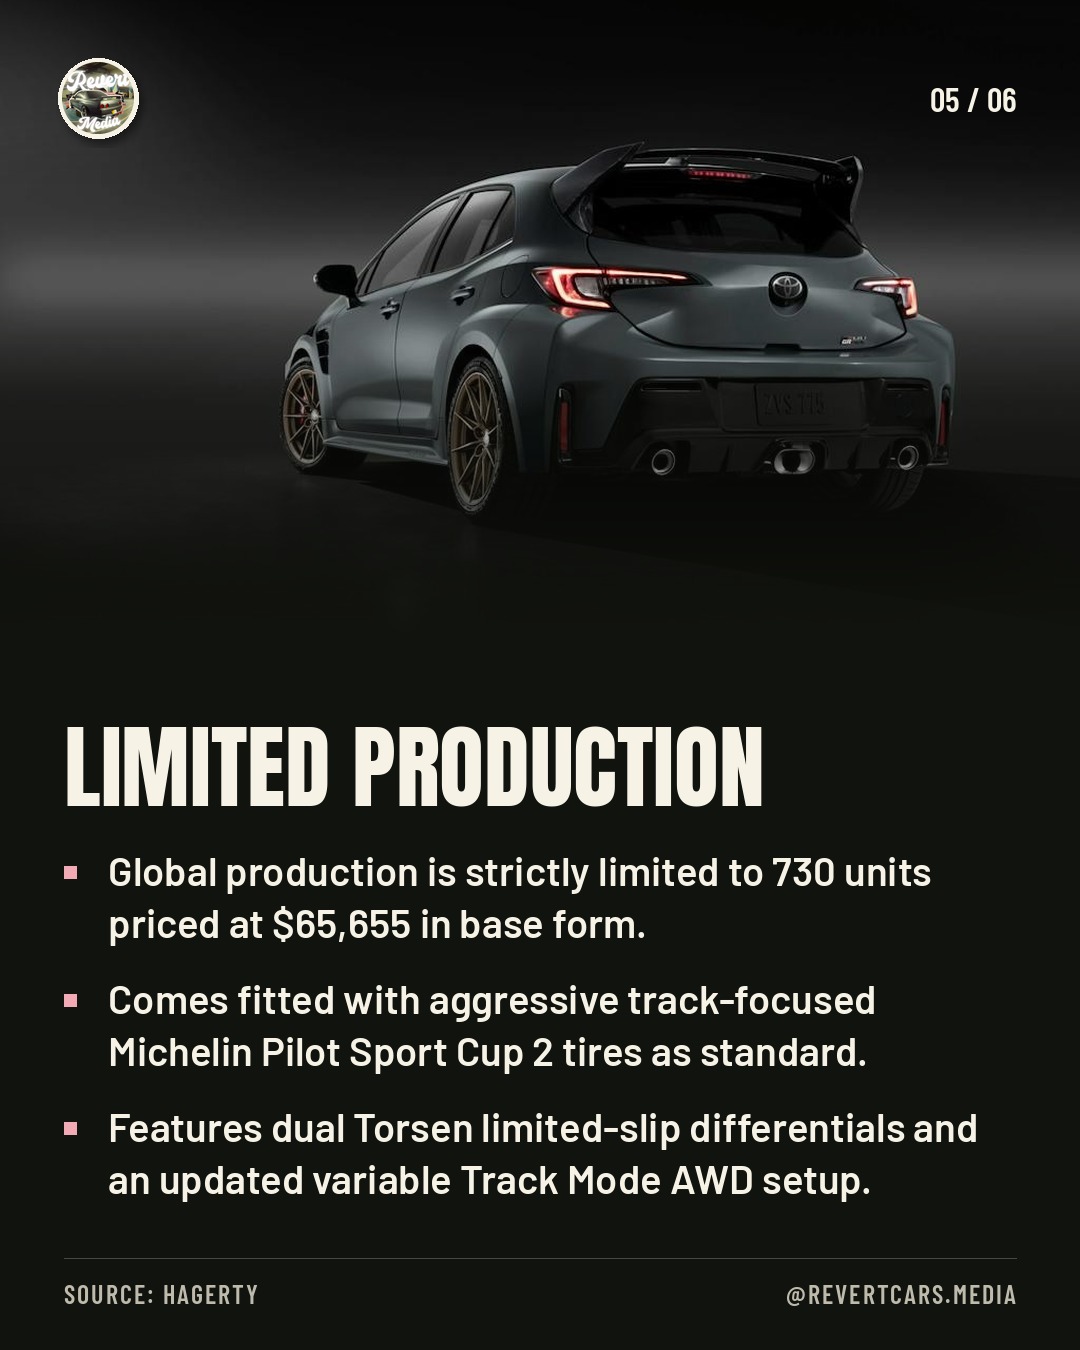 Revert
Media
05 / 06
GR
LIMITED PRODUCTION
Global production is strictly limited to 730 units
priced at $65,655 in base form.
Comes fitted with aggressive track-focused
Michelin Pilot Sport Cup 2 tires as standard.
Features dual Torsen limited-slip differentials and
an updated variable Track Mode AWD setup.
SOURCE: HAGERTY
@REVERTCARS.MEDIA